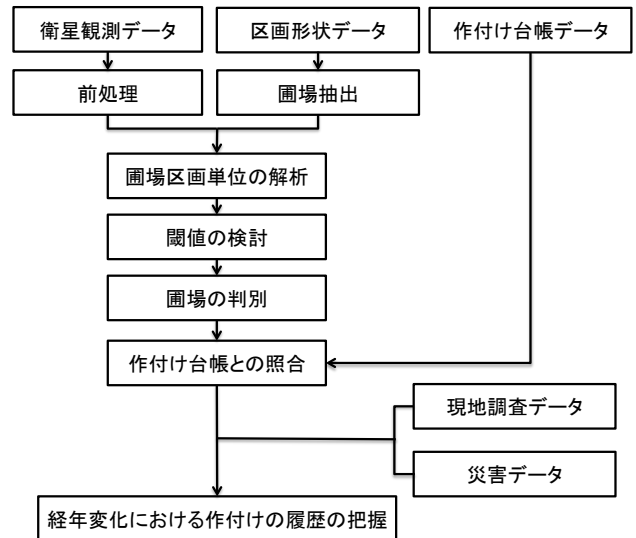 衛星観測データ
区画形状データ
作付け台帳データ
前処理
圃場抽出
圃場区画単位の解析
閾値の検討
圃場の判別
作付け台帳との照合
現地調査データ
災害データ
経年変化における作付けの履歴の把握